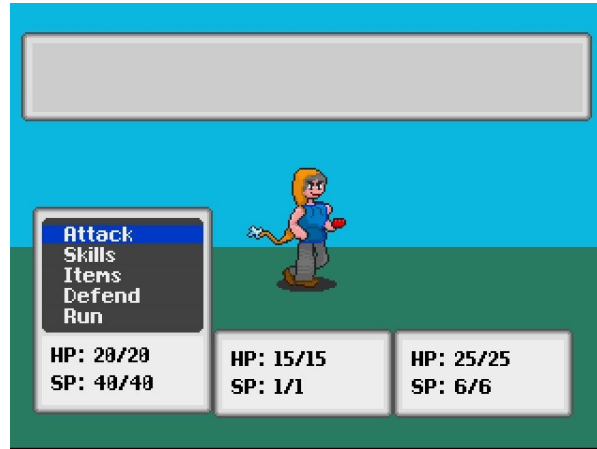 Attack
Skills
Items
Defend
Run
HP: 20/20
SP: 40/40
HP: 15/15
SP: 1/1
HP: 25/25
SP: 6/6